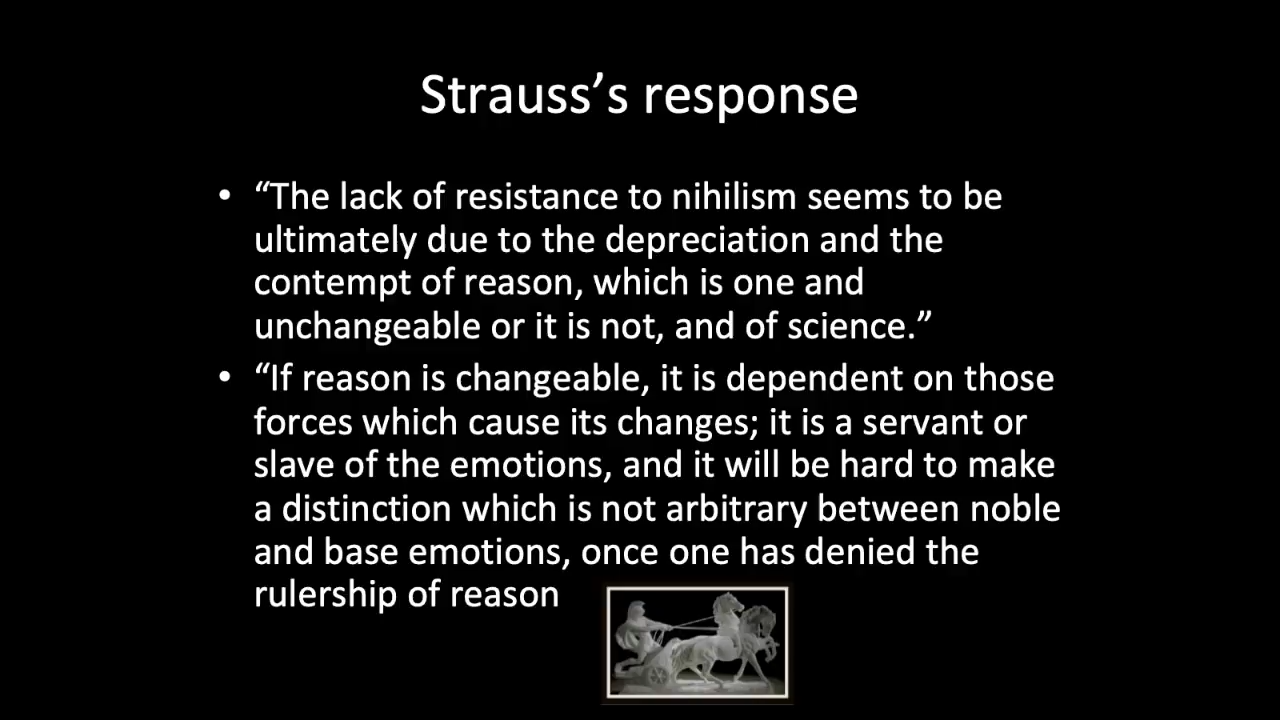 Strauss’s response
• “The lack of resistance to nihilism seems to be
ultimately due to the depreciation and the
contempt of reason, which is one and
unchangeable or it is not, and of science.”
• “If reason is changeable, it is dependent on those
forces which cause its changes; it is a servant or
slave of the emotions, and it will be hard to make
a distinction which is not arbitrary between noble
and base emotions, once one has denied the
rulership of reason